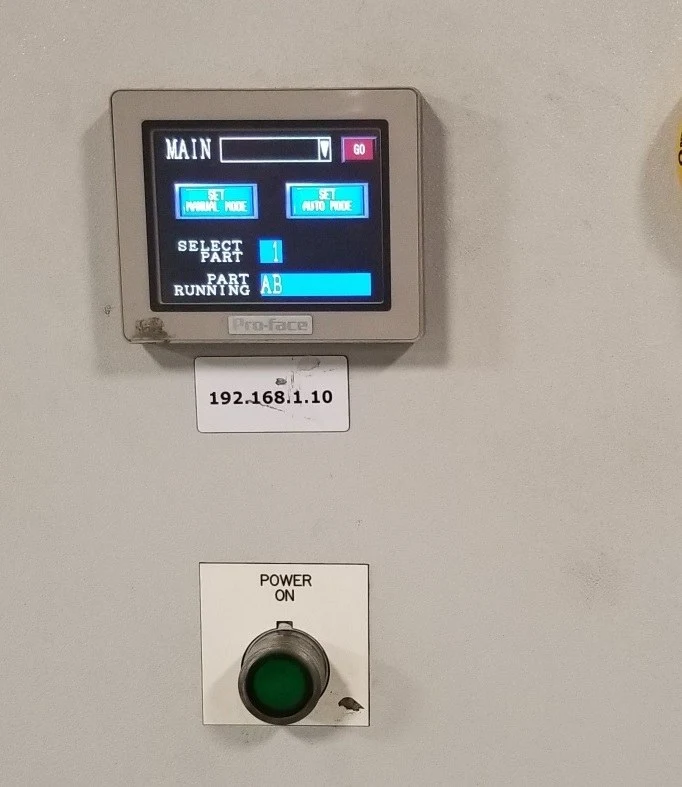 MAIN
GO
SET
MANUAL MODE
SET
AUTO MODE
SELECT
PART
1
PART
RUNNING
AB
Pro-face
192.168.1.10
POWER
ON